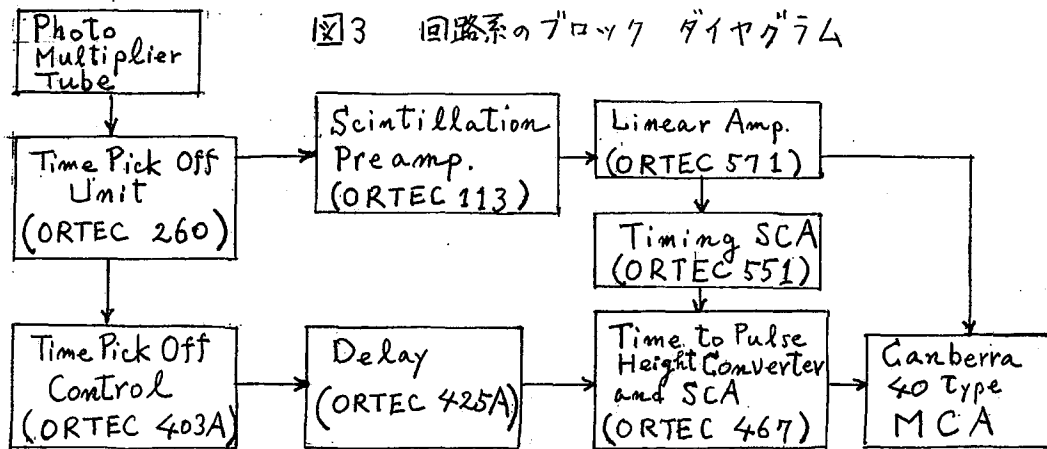 図3 回路系のブロック ダイヤグラム
Photo
Multiplier
Tube
Time Pick Off
Unit
(ORTEC 260)
Scintillation
Preamp.
(ORTEC 113)
Linear Amp.
(ORTEC 571)
Timing SCA
(ORTEC 551)
Time Pick Off
Control
(ORTEC 403A)
Delay
(ORTEC 425A)
Time to Pulse
Height Converter
and SCA
(ORTEC 467)
Canberra
40 Type
MCA